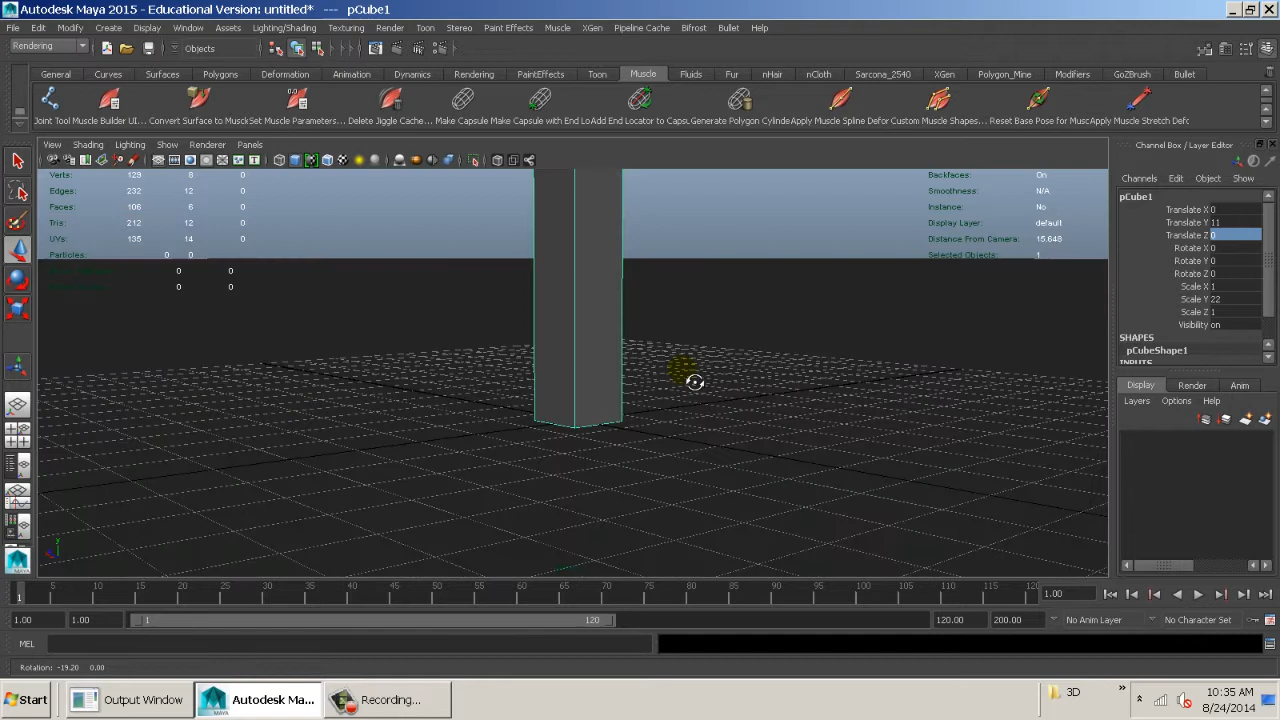 Autodesk Maya 2015 - Educational Version: untitled*   ---   pCube1
File Edit Modify Create Display Window Assets Lighting/Shading Texturing Render Toon Stereo Paint Effects Muscle XGen Pipeline Cache Bifrost Bullet Help
Rendering Objects
General Curves Surfaces Polygons Deformation Animation Dynamics Rendering PaintEffects Toon Muscle Fluids Fur nHair nCloth Sarcona_2540 XGen Polygon_Mine Modifiers GoZBrush Bullet
Joint Tool Muscle Builder UI... Convert Surface to Muscle Set Muscle Parameters... Delete Jiggle Cache... Make Capsule Make Capsule with End Lo Add End Locator to Caps Generate Polygon Cylinde Apply Muscle Spline Defor Custom Muscle Shapes... Reset Base Pose for Musc Apply Muscle Stretch Defo
View Shading Lighting Show Renderer Panels
Channel Box / Layer Editor
Verts: 129 8 0
Edges: 232 12 0
Faces: 106 6 0
Tris: 212 12 0
UVs: 135 14 0
Particles: 0 0
0 0
0 0
Backfaces: On
Smoothness: N/A
Instance: No
Display Layer: default
Distance From Camera: 15.648
Selected Objects: 1
Channels Edit Object Show
pCube1
Translate X 0
Translate Y 11
Translate Z 0
Rotate X 0
Rotate Y 0
Rotate Z 0
Scale X 1
Scale Y 22
Scale Z 1
Visibility on
SHAPES
pCubeShape1
INPUTS
Display Render Anim
Layers Options Help
y
1 5 10 15 20 25 30 35 40 45 50 55 60 65 70 75 80 85 90 95 100 105 110 115 120
1.00
1.00 1.00 1 120 120.00 200.00 No Anim Layer No Character Set
MEL
Rotation: -19.20 0.00
Start Output Window Autodesk Ma... Recording... 3D » 10:35 AM
8/24/2014